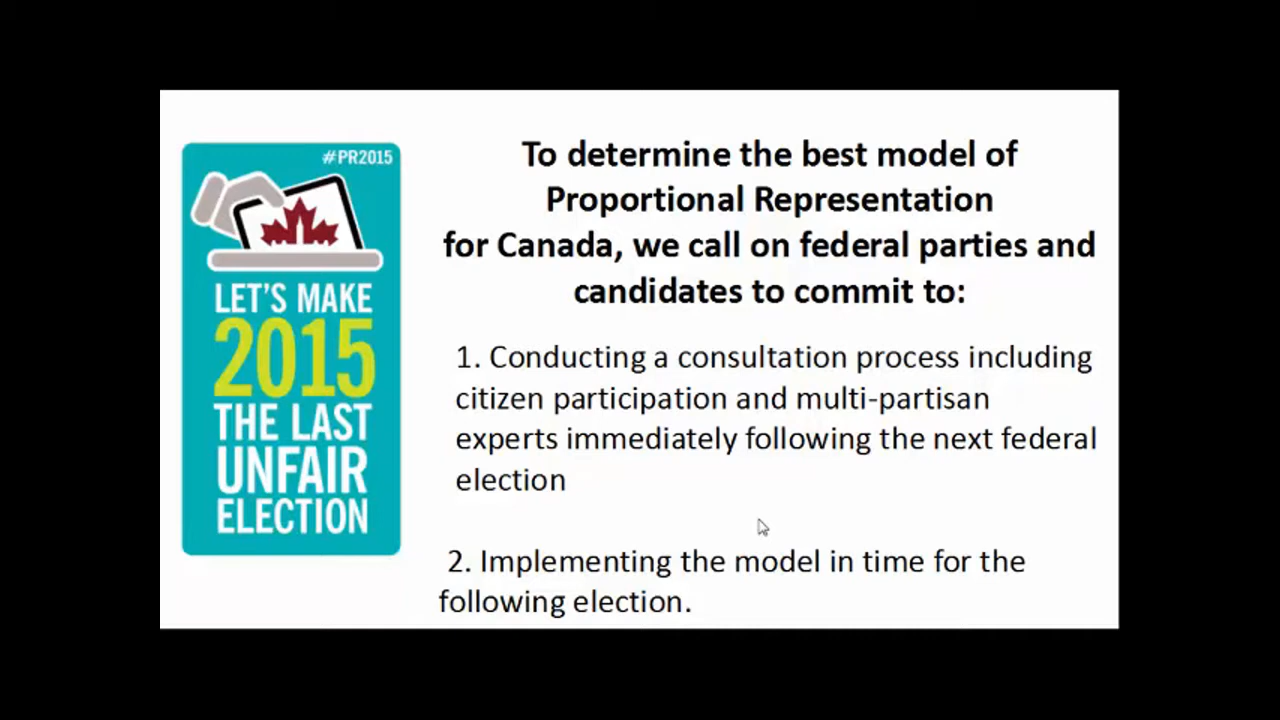 #PR2015
LET'S MAKE
2015
THE LAST
UNFAIR
ELECTION
To determine the best model of
Proportional Representation
for Canada, we call on federal parties and
candidates to commit to:
1. Conducting a consultation process including
citizen participation and multi-partisan
experts immediately following the next federal
election
2. Implementing the model in time for the
following election.